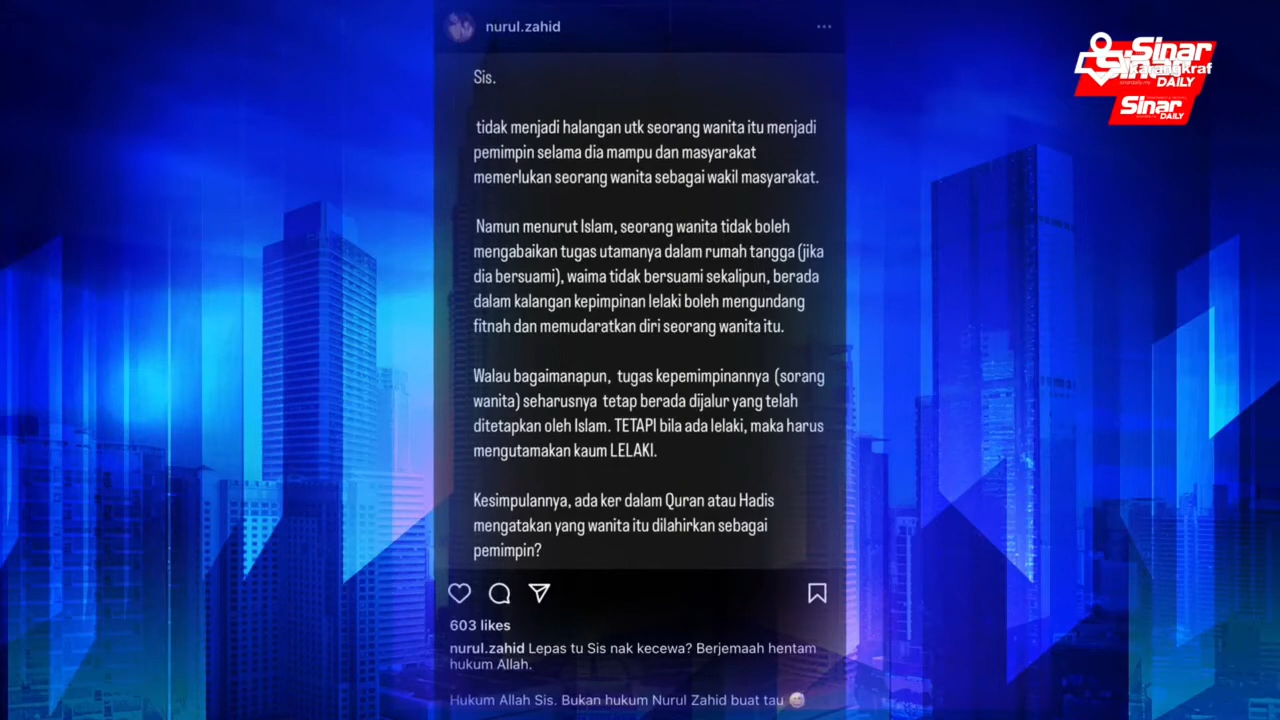 nurul.zahid
Sinar
DAILY
Sinar
DAILY
Sis.
tidak menjadi halangan utk seorang wanita itu menjadi
pemimpin selama dia mampu dan masyarakat
memerlukan seorang wanita sebagai wakil masyarakat.
Namun menurut Islam, seorang wanita tidak boleh
mengabaikan tugas utamanya dalam rumah tangga (jika
dia bersuami), waima tidak bersuami sekalipun, berada
dalam kalangan kepimpinan lelaki boleh mengundang
fitnah dan memudaratkan diri seorang wanita itu.
Walau bagaimanapun,  tugas kepemimpinannya (sorang
wanita) seharusnya  tetap berada dijalur yang telah
ditetapkan oleh Islam. TETAPI bila ada lelaki, maka harus
mengutamakan kaum LELAKI.
Kesimpulannya, ada ker dalam Quran atau Hadis
mengatakan yang wanita itu dilahirkan sebagai
pemimpin?
603 likes
nurul.zahid Lepas tu Sis nak kecewa? Berjemaah hentam
hukum Allah.
Hukum Allah Sis. Bukan hukum Nurul Zahid buat tau